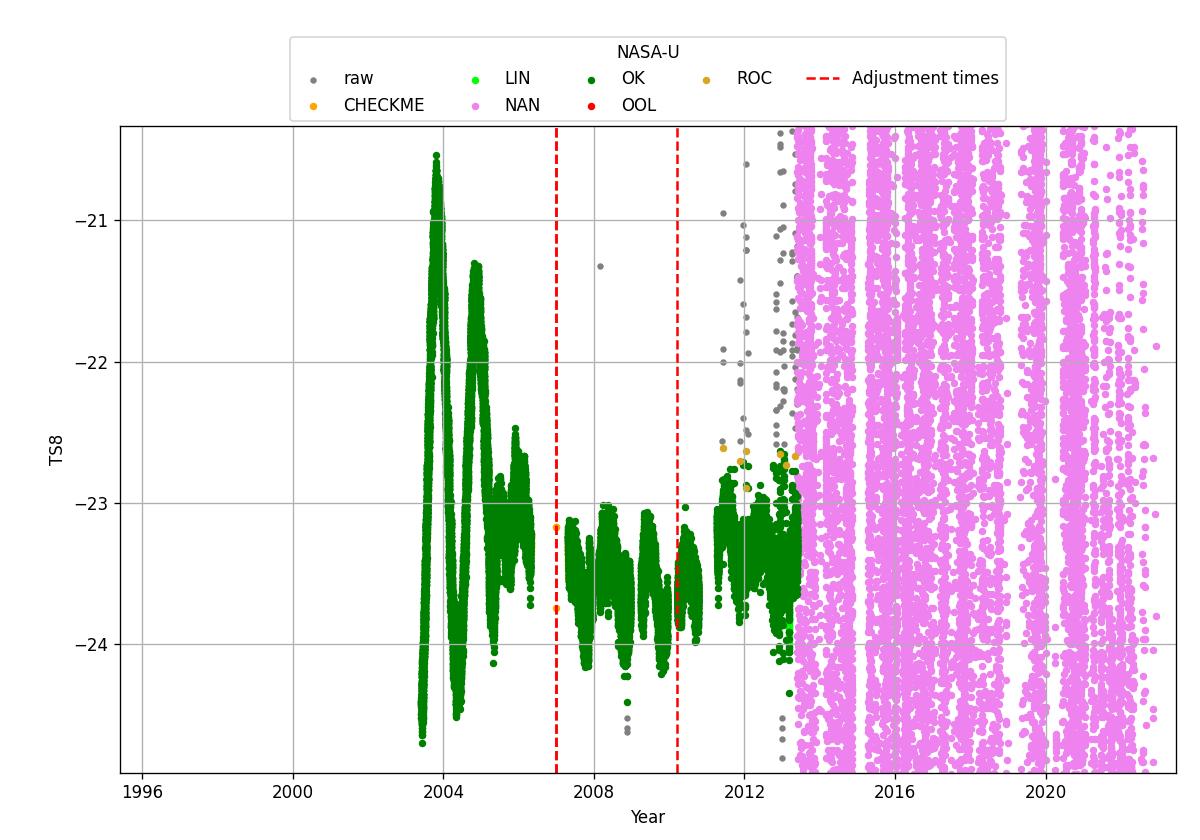 NASA-U
raw LIN OK ROC Adjustment times
CHECKME NAN OOL
−21
−22
−23
−24
TS8
1996 2000 2004 2008 2012 2016 2020
Year